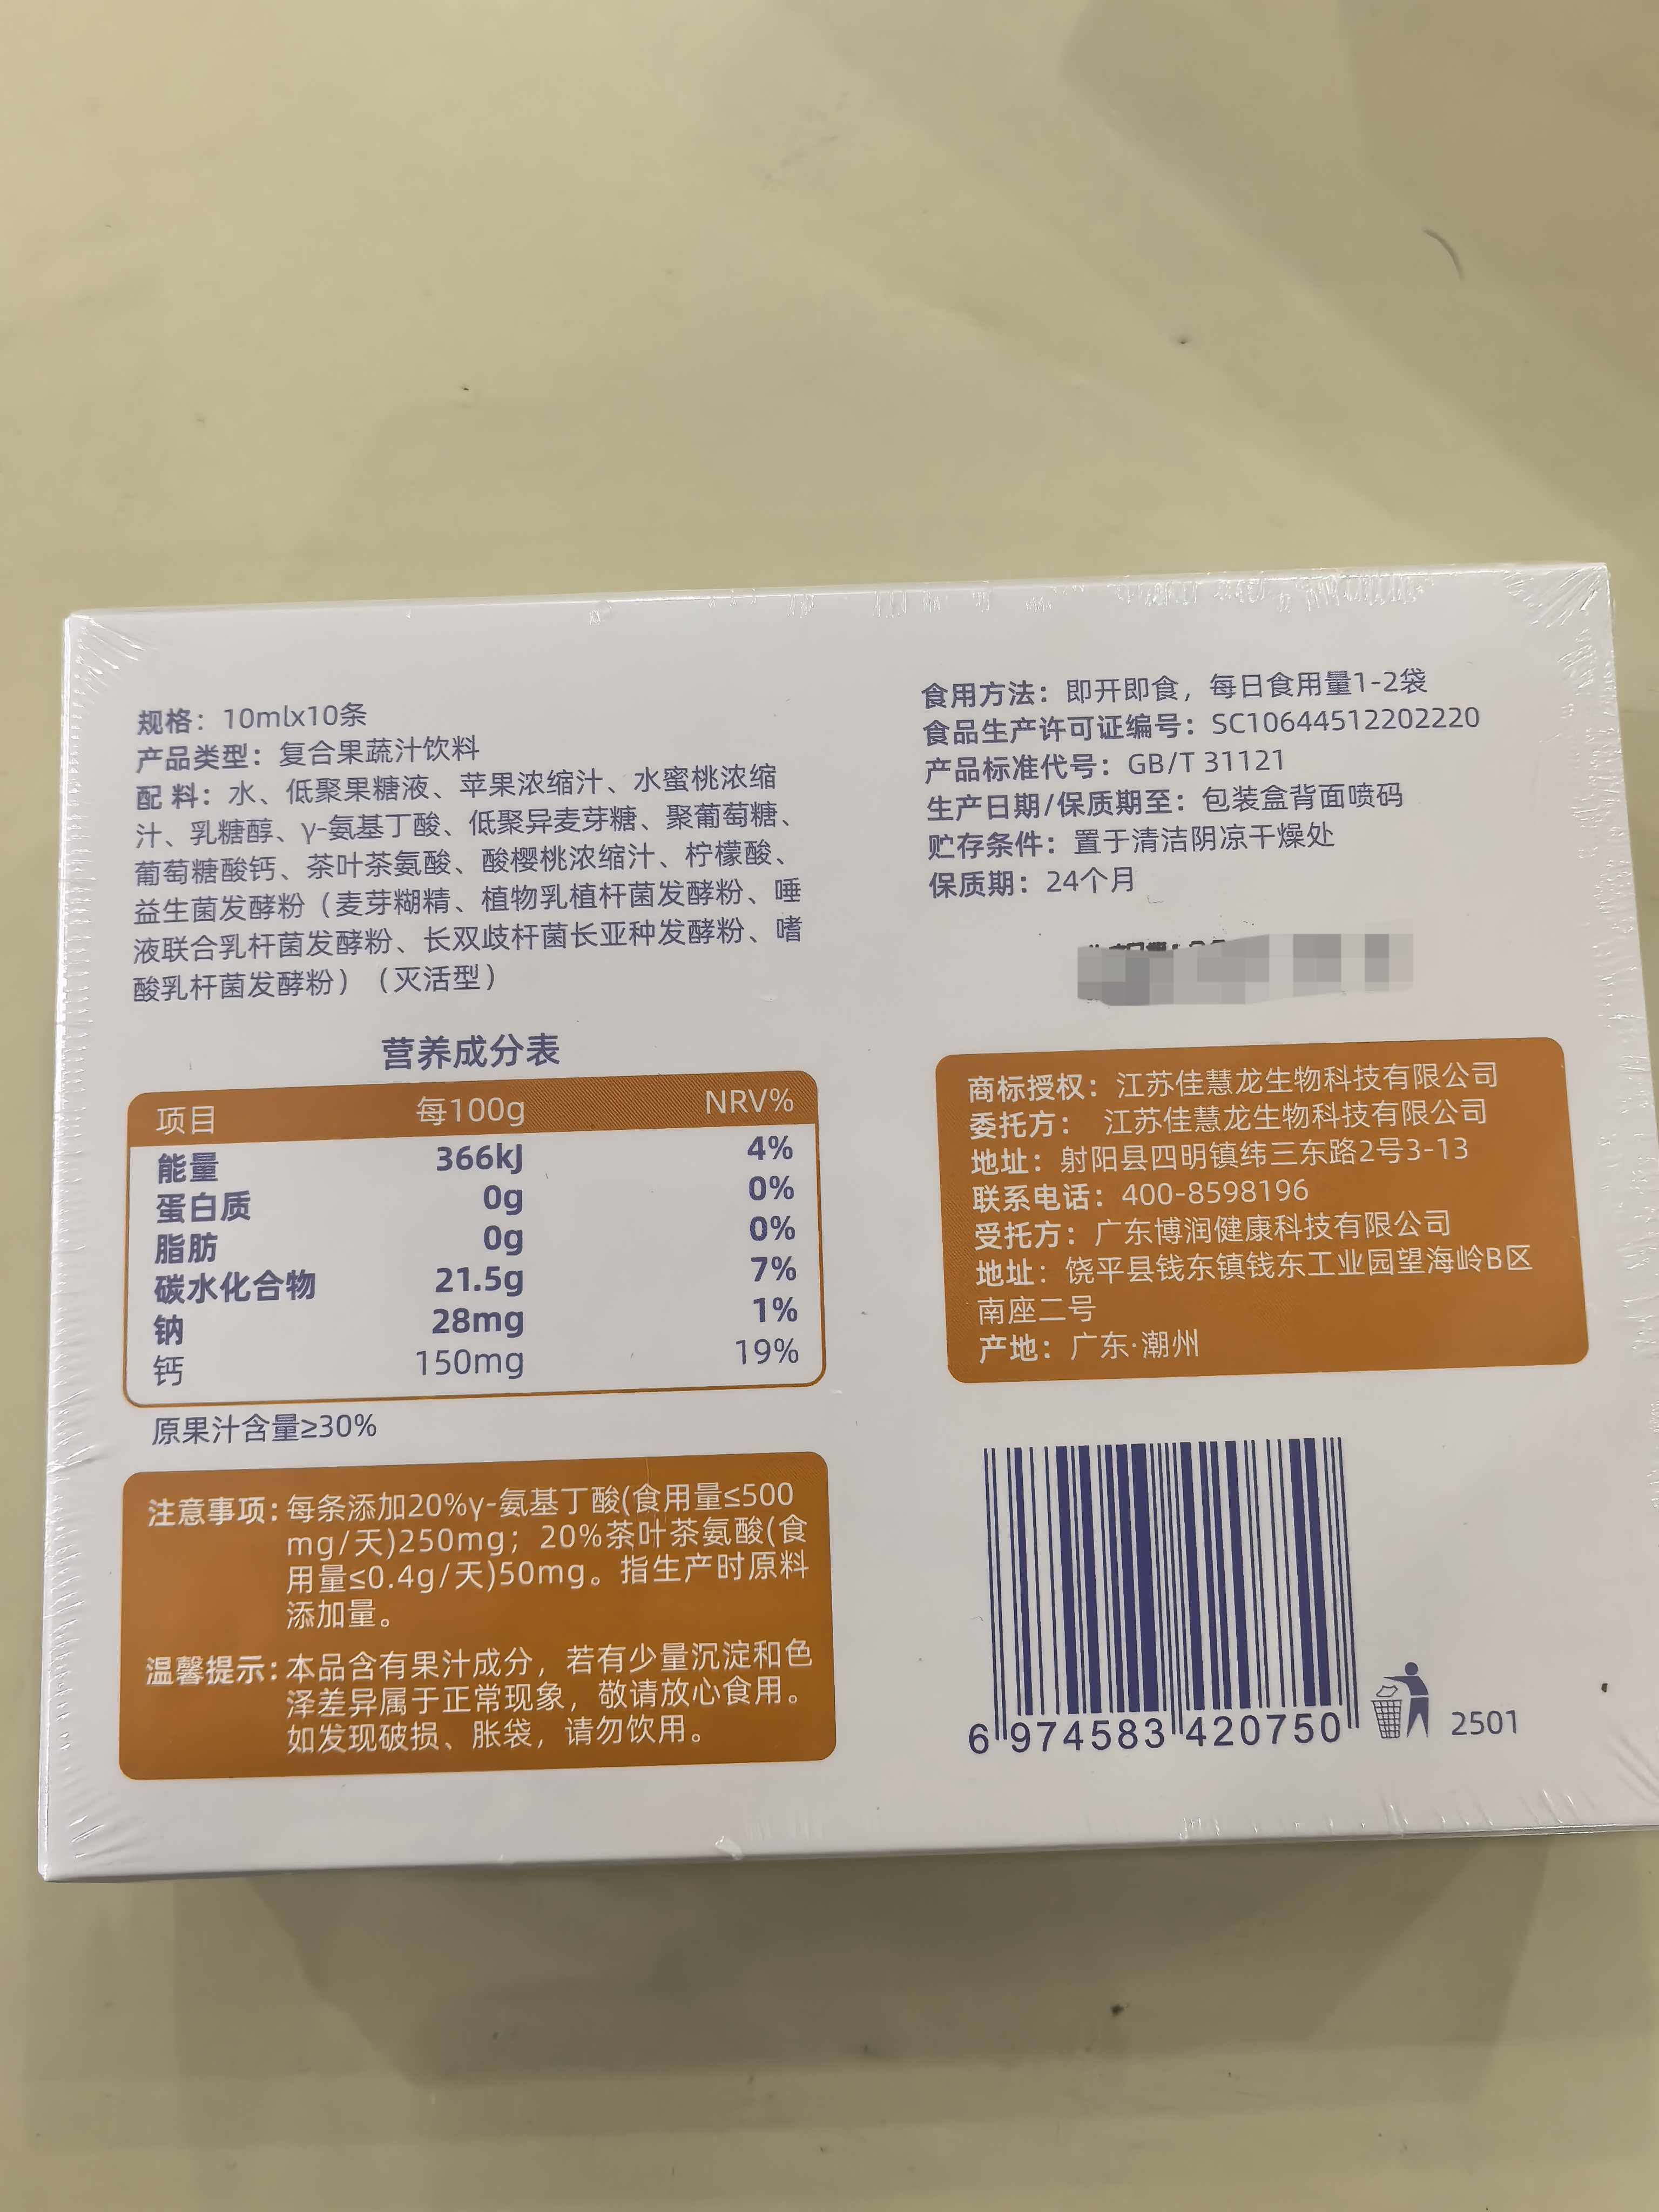 规格：10mlx10条
产品类型：复合果蔬汁饮料
配 料：水、低聚果糖液、苹果浓缩汁、水蜜桃浓缩
汁、乳糖醇、γ-氨基丁酸、低聚异麦芽糖、聚葡萄糖、
葡萄糖酸钙、茶叶茶氨酸、酸樱桃浓缩汁、柠檬酸、
益生菌发酵粉（麦芽糊精、植物乳植杆菌发酵粉、唾
液联合乳杆菌发酵粉、长双歧杆菌长亚种发酵粉、嗜
酸乳杆菌发酵粉）（灭活型）
营养成分表
项目 每100g NRV%
能量 366kJ 4%
蛋白质 0g 0%
脂肪 0g 0%
碳水化合物 21.5g 7%
钠 28mg 1%
钙 150mg 19%
原果汁含量≥30%
注意事项：每条添加20%γ-氨基丁酸(食用量≤500
mg/天)250mg；20%茶叶茶氨酸(食
用量≤0.4g/天)50mg。指生产时原料
添加量。
温馨提示：本品含有果汁成分，若有少量沉淀和色
泽差异属于正常现象，敬请放心食用。
如发现破损、胀袋，请勿饮用。
食用方法：即开即食，每日食用量1-2袋
食品生产许可证编号：SC10644512202220
产品标准代号：GB/T 31121
生产日期/保质期至：包装盒背面喷码
贮存条件：置于清洁阴凉干燥处
保质期：24个月
商标授权：江苏佳慧龙生物科技有限公司
委托方： 江苏佳慧龙生物科技有限公司
地址：射阳县四明镇纬三东路2号3-13
联系电话：400-8598196
受托方：广东博润健康科技有限公司
地址：饶平县钱东镇钱东工业园望海岭B区
南座二号
产地：广东·潮州
6 974583 420750
2501